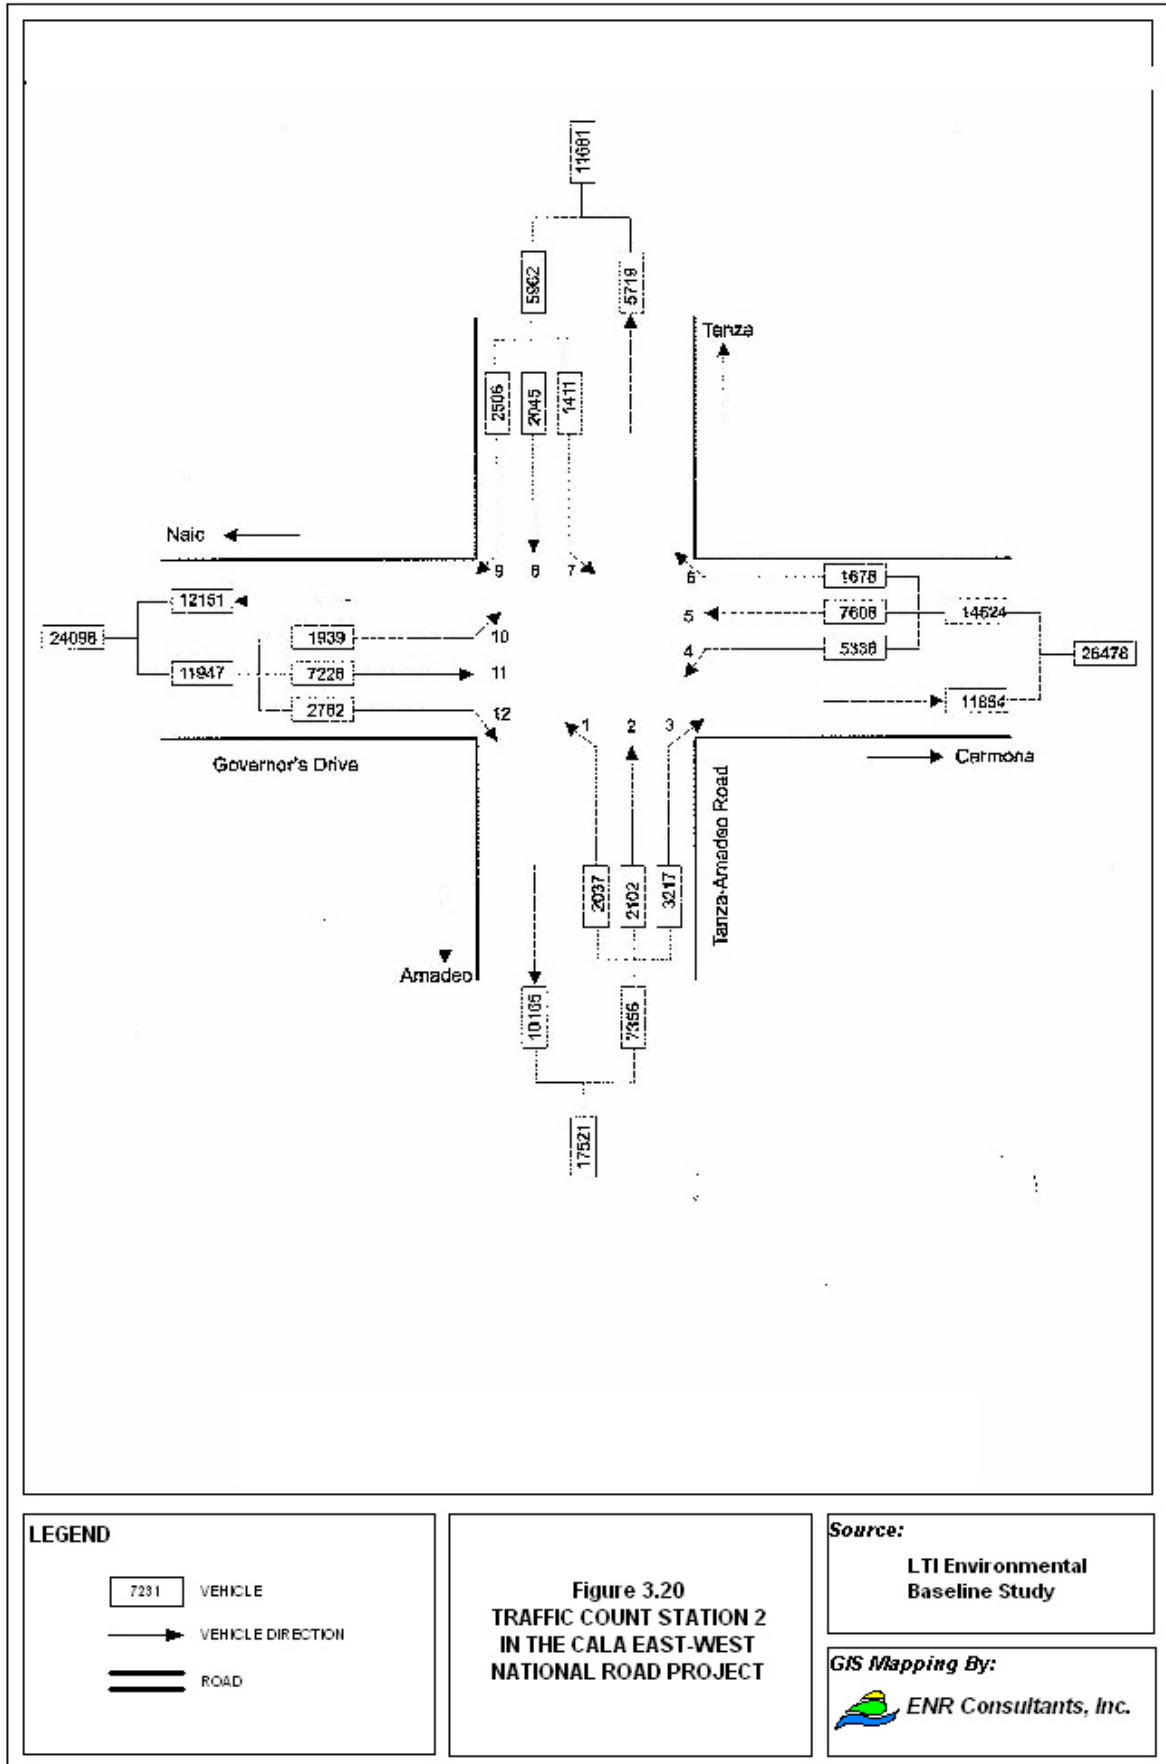 11681
5962
5719
Tanza
2506
2045
1411
Naic
9
8
7
6
1678
12151
5
7608
14624
24098
1939
10
4
5338
26478
11947
7226
11
11854
2782
12
1
2
3
Governor's Drive
Carmona
Tanza-Amadeo Road
2037
2102
3217
Amadeo
10165
7356
17521
LEGEND
7231 VEHICLE
VEHICLE DIRECTION
ROAD
Figure 3.20
TRAFFIC COUNT STATION 2
IN THE CALA EAST-WEST
NATIONAL ROAD PROJECT
Source:
LTI Environmental
Baseline Study
GIS Mapping By:
ENR Consultants, Inc.